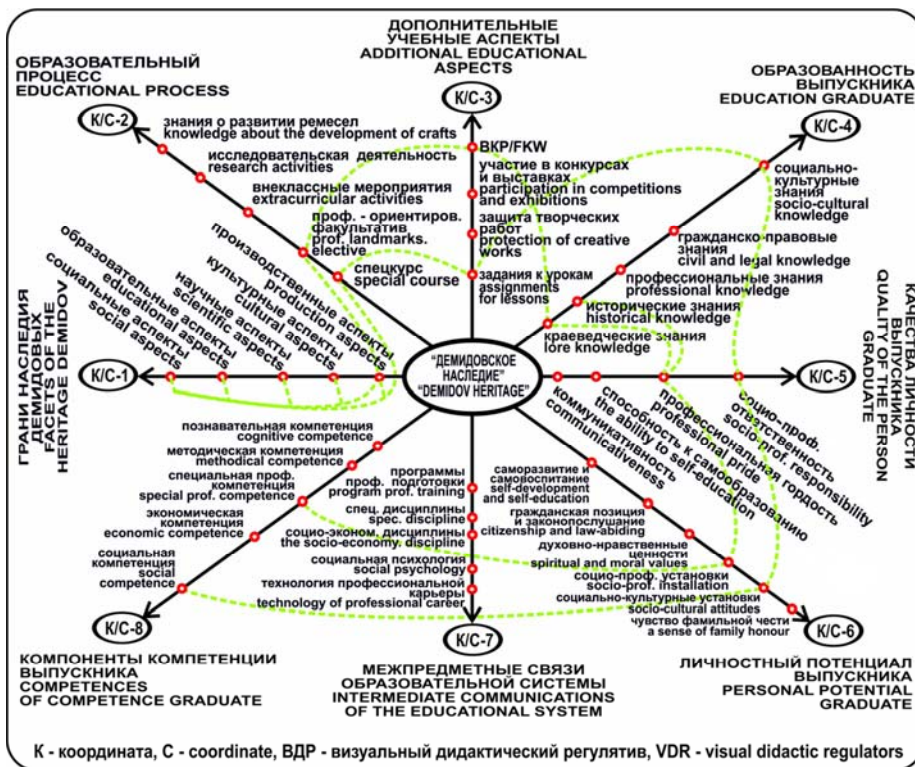 ДОПОЛНИТЕЛЬНЫЕ
УЧЕБНЫЕ АСПЕКТЫ
ADDITIONAL EDUCATIONAL
ASPECTS
К/С-3
ОБРАЗОВАТЕЛЬНЫЙ
ПРОЦЕСС
EDUCATIONAL PROCESS
К/С-2
ОБРАЗОВАННОСТЬ
ВЫПУСКНИКА
EDUCATION GRADUATE
К/С-4
знания о развитии ремесел
knowledge about the development of crafts
исследовательская деятельность
research activities
внеклассные мероприятия
extracurricular activities
проф. - ориентиров.
факультатив
prof. landmarks.
elective
спецкурс
special course
ВКР/FKW
участие в конкурсах
и выставках
participation in competitions
and exhibitions
защита творческих
работ
protection of creative
works
задания к урокам
assignments
for lessons
социально-
культурные
знания
socio-cultural
knowledge
гражданско-правовые
знания
civil and legal knowledge
профессиональные знания
professional knowledge
исторические знания
historical knowledge
краеведческие знания
lore knowledge
ГРАНИ НАСЛЕДИЯ
ДЕМИДОВЫХ
FACETS OF THE
HERITAGE DEMIDOV
К/С-1
социальные аспекты
social aspects
образовательные аспекты
educational aspects
научные аспекты
scientific aspects
культурные аспекты
cultural aspects
производственные аспекты
production aspects
"ДЕМИДОВСКОЕ
НАСЛЕДИЕ"
"DEMIDOV HERITAGE"
К/С-5
КАЧЕСТВА ЛИЧНОСТИ
ВЫПУСКНИКА
QUALITY OF THE PERSON
GRADUATE
коммуникативность
communicativeness
способность к самообразованию
the ability to self-education
профессиональная гордость
professional pride
социо-проф.
ответственность
socio-prof. responsibility
познавательная компетенция
cognitive competence
методическая компетенция
methodical competence
специальная проф.
компетенция
special prof. competence
экономическая
компетенция
economic competence
социальная
компетенция
social
competence
К/С-8
КОМПОНЕНТЫ КОМПЕТЕНЦИИ
ВЫПУСКНИКА
COMPETENCES
OF COMPETENCE GRADUATE
программы
проф. подготовки
program prof. training
спец. дисциплины
spec. discipline
социо-эконом. дисциплины
the socio-economy. discipline
социальная психология
social psychology
технология профессиональной
карьеры
technology of professional career
К/С-7
МЕЖПРЕДМЕТНЫЕ СВЯЗИ
ОБРАЗОВАТЕЛЬНОЙ СИСТЕМЫ
INTERMEDIATE COMMUNICATIONS
OF THE EDUCATIONAL SYSTEM
саморазвитие и
самовоспитание
self-development
and self-education
гражданская позиция
и законопослушание
citizenship and law-abiding
духовно-нравственные
ценности
spiritual and moral values
социо-проф. установки
socio-prof. installation
социально-культурные установки
socio-cultural attitudes
чувство фамильной чести
a sense of family honour
К/С-6
ЛИЧНОСТНЫЙ ПОТЕНЦИАЛ
ВЫПУСКНИКА
PERSONAL POTENTIAL
GRADUATE
К - координата, С - coordinate, ВДР - визуальный дидактический регулятив, VDR - visual didactic regulators